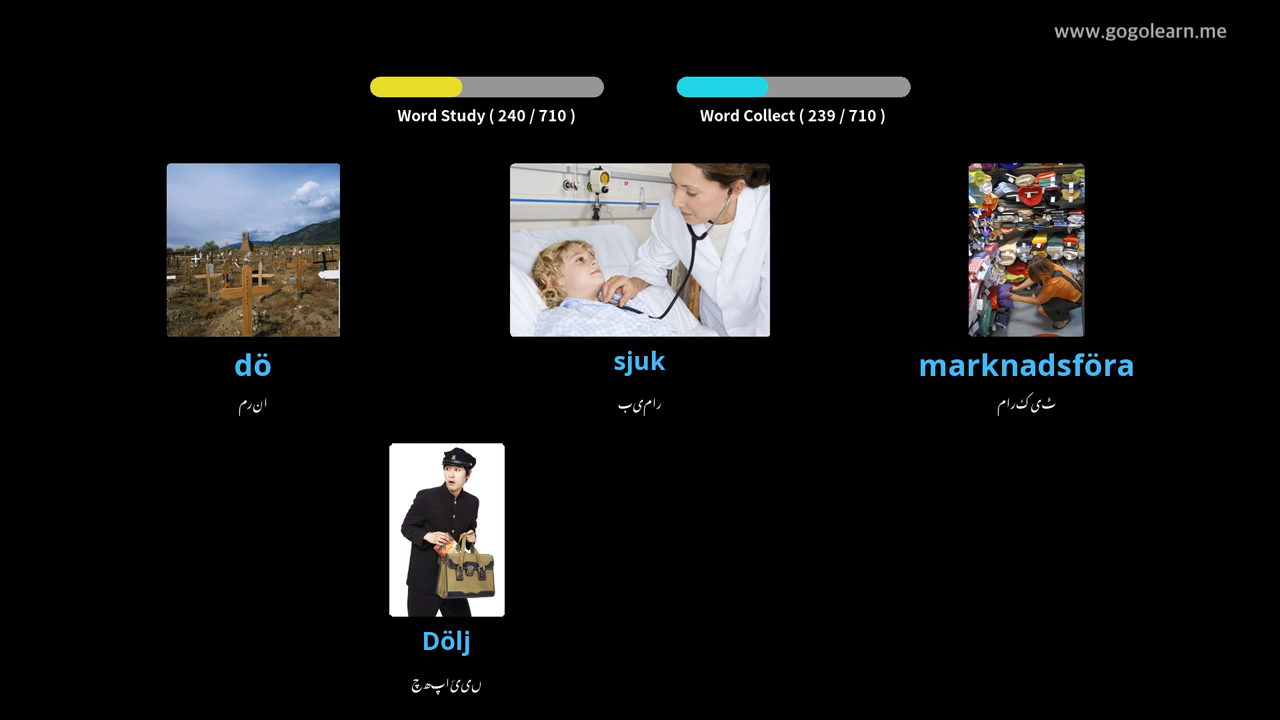 www.gogolearn.me
Word Study ( 240 / 710 )
Word Collect ( 239 / 710 )
dö
مرنا
sjuk
بیمار
marknadsföra
مارکیٹ
Dölj
چھپائیں